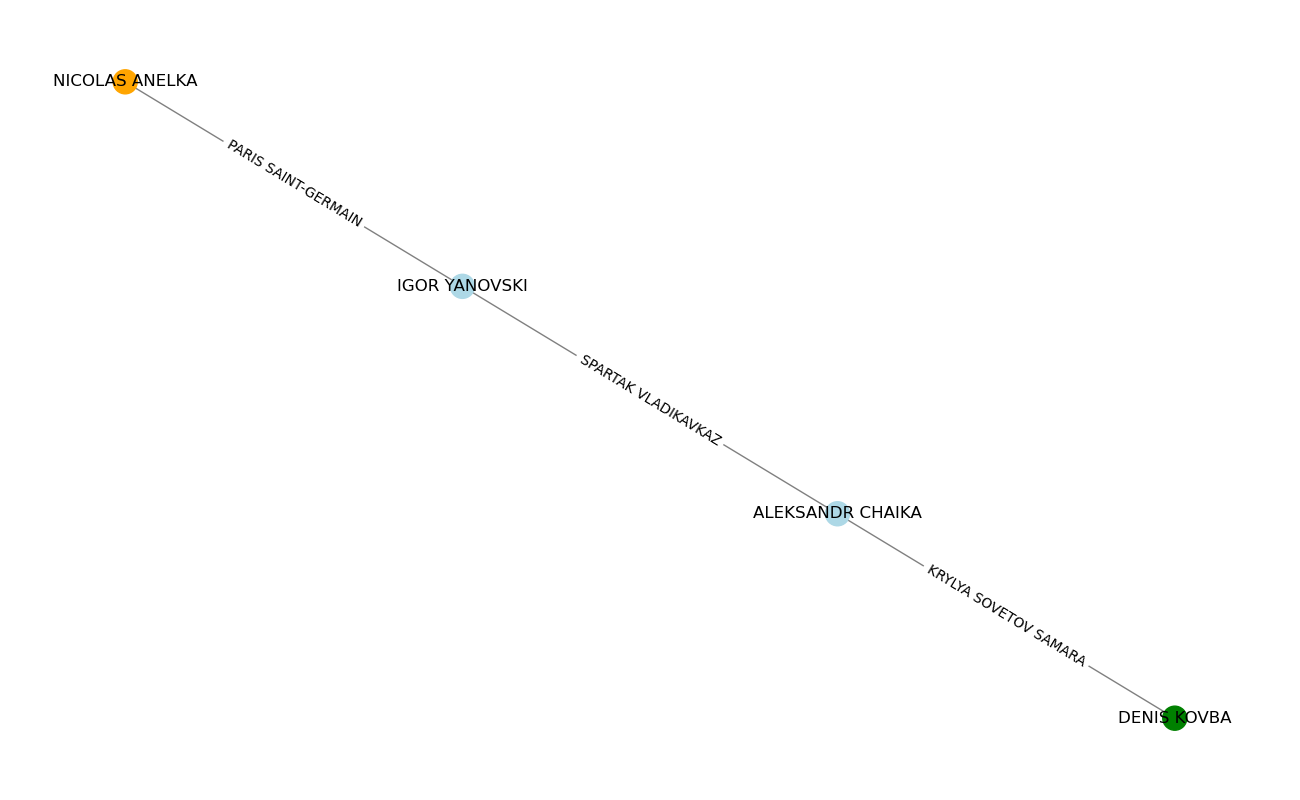 NICOLAS ANELKA
PARIS SAINT-GERMAIN
IGOR YANOVSKI
SPARTAK VLADIKAVKAZ
ALEKSANDR CHAIKA
KRYLYA SOVETOV SAMARA
DENIS KOVBA